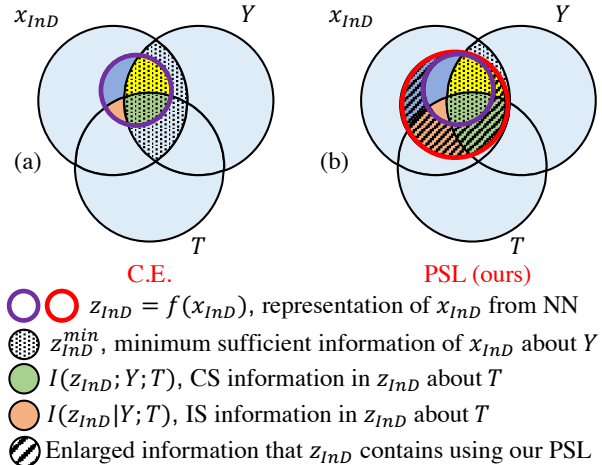 x_{InD} Y x_{InD} Y
(a) (b)
T T
C.E. PSL (ours)
z_{InD} = f(x_{InD}), representation of x_{InD} from NN
z_{InD}^{min}, minimum sufficient information of x_{InD} about Y
I(z_{InD}; Y; T), CS information in z_{InD} about T
I(z_{InD}|Y; T), IS information in z_{InD} about T
Enlarged information that z_{InD} contains using our PSL